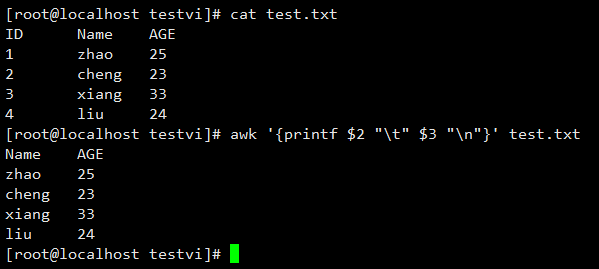 [root@localhost testvi]# cat test.txt
ID      Name    AGE
1       zhao    25
2       cheng   23
3       xiang   33
4       liu     24
[root@localhost testvi]# awk '{printf $2 "\t" $3 "\n"}' test.txt
Name    AGE
zhao    25
cheng   23
xiang   33
liu     24
[root@localhost testvi]#